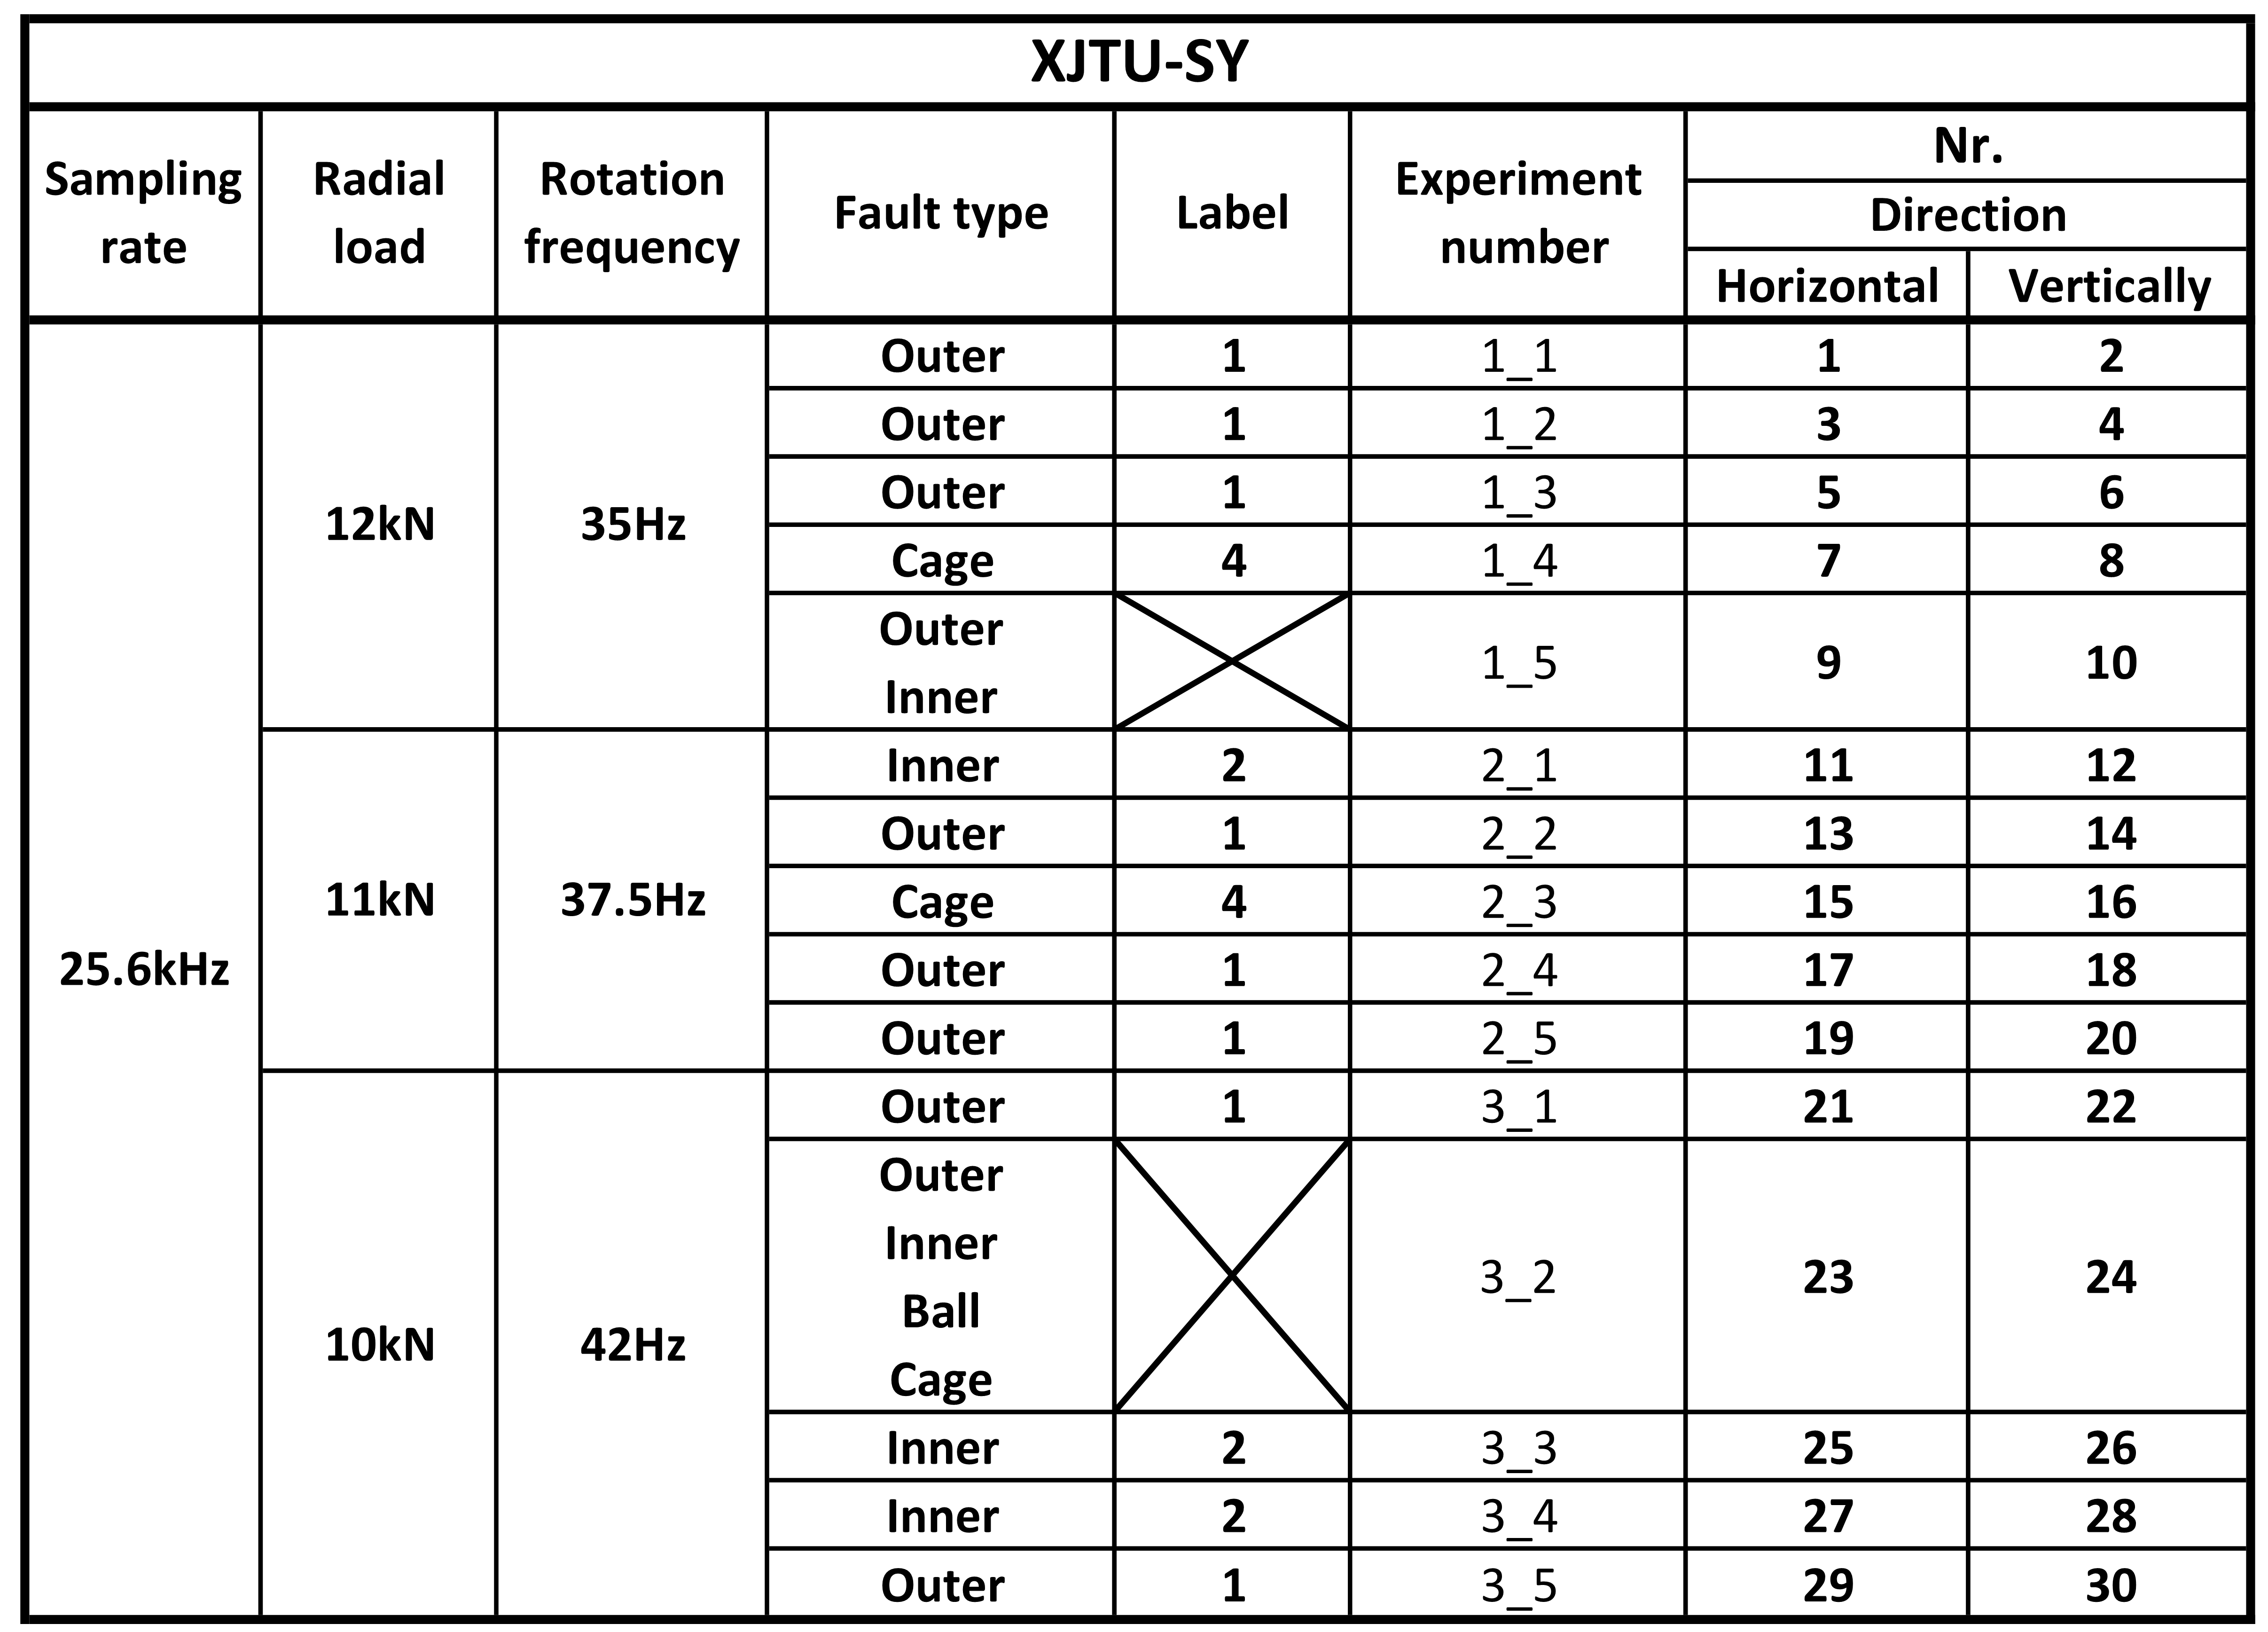 XJTU-SY
Sampling rate Radial load Rotation frequency Fault type Label Experiment number Nr.
Direction
Horizontal Vertically
25.6kHz 12kN 35Hz Outer 1 1_1 1 2
Outer 1 1_2 3 4
Outer 1 1_3 5 6
Cage 4 1_4 7 8
Outer Inner 1_5 9 10
11kN 37.5Hz Inner 2 2_1 11 12
Outer 1 2_2 13 14
Cage 4 2_3 15 16
Outer 1 2_4 17 18
Outer 1 2_5 19 20
10kN 42Hz Outer 1 3_1 21 22
Outer Inner Ball Cage 3_2 23 24
Inner 2 3_3 25 26
Inner 2 3_4 27 28
Outer 1 3_5 29 30